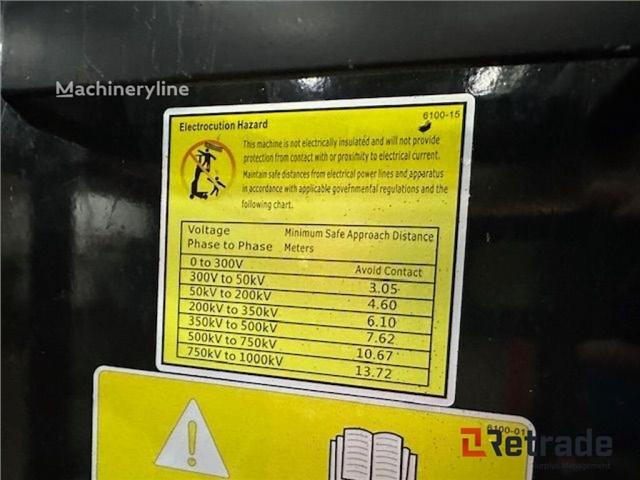 Machineryline
6100-15
Electrocution Hazard
This machine is not electrically insulated and will not provide
protection from contact with or proximity to electrical current.
Maintain safe distances from electrical power lines and apparatus
in accordance with applicable governmental regulations and the
following chart.
Voltage Minimum Safe Approach Distance
Phase to Phase Meters
0 to 300V Avoid Contact
300V to 50kV 3.05
50kV to 200kV 4.60
200kV to 350kV 6.10
350kV to 500kV 7.62
500kV to 750kV 10.67
750kV to 1000kV 13.72
6100-01
Retrade
Surplus Management